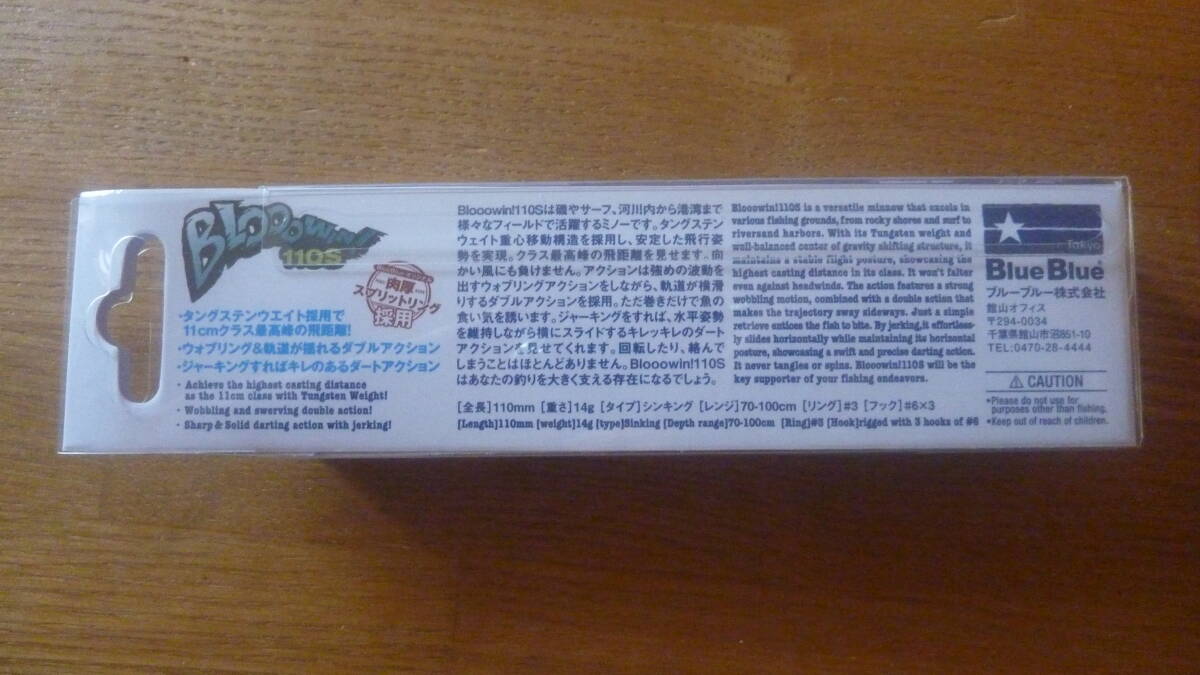 BLOOOWIN!
110S
肉厚
スプリットリング
採用
・タングステンウエイト採用で
11cmクラス最高峰の飛距離!
・ウォブリング&軌道が揺れるダブルアクション
・ジャーキングすればキレのあるダートアクション
· Achieve the highest casting distance
as the 11cm class with Tungsten Weight!
· Wobbling and swerving double action!
· Sharp & Solid darting action with jerking!
Blooowin!110Sは磯やサーフ、河川内から港湾まで
様々なフィールドで活躍するミノーです。タングステン
ウェイト重心移動構造を採用し、安定した飛行姿
勢を実現。クラス最高峰の飛距離を見せます。向
かい風にも負けません。アクションは強めの波動を
出すウォブリングアクションをしながら、軌道が横滑
りするダブルアクションを採用。ただ巻きだけで魚の
食い気を誘います。ジャーキングをすれば、水平姿勢
を維持しながら横にスライドするキレッキレのダート
アクションを見せてくれます。回転したり、絡んで
しまうことはほとんどありません。Blooowin!110S
はあなたの釣りを大きく支える存在になるでしょう。
Blooowin!110S is a versatile minnow that excels in
various fishing grounds, from rocky shores and surf to
riversand harbors. With its Tungsten weight and
well-balanced center of gravity skifting structure, it
maintains a stable flight posture, showcasing the
highest casting distance in its class. It won't falter
even against headwinds. The action features a strong
wobbling motion, combined with a double action that
makes the trajectory sway sideways. Just a simple
retrieve entices the fish to bite. By jerking,it effortless-
ly slides horizontally while maintaining its horizontal
posture, showcasing a swift and precise darting action.
It never tangles or spins. Blooowin!110S will be the
key supporter of your fishing endeavors.
[全長]110mm [重さ]14g [タイプ]シンキング [レンジ]70-100cm [リング]#3 [フック]#6×3
[Length]110mm [weight]14g [type]Sinking [Depth range]70-100cm [Ring]#3 [Hook]rigged with 3 hooks of #6
Tokyo
BlueBlue®
ブルーブルー株式会社
館山オフィス
〒294-0034
千葉県館山市沼851-10
TEL:0470-28-4444
⚠ CAUTION
•Please do not use for
purposes other than fishing.
•Keep out of reach of children.